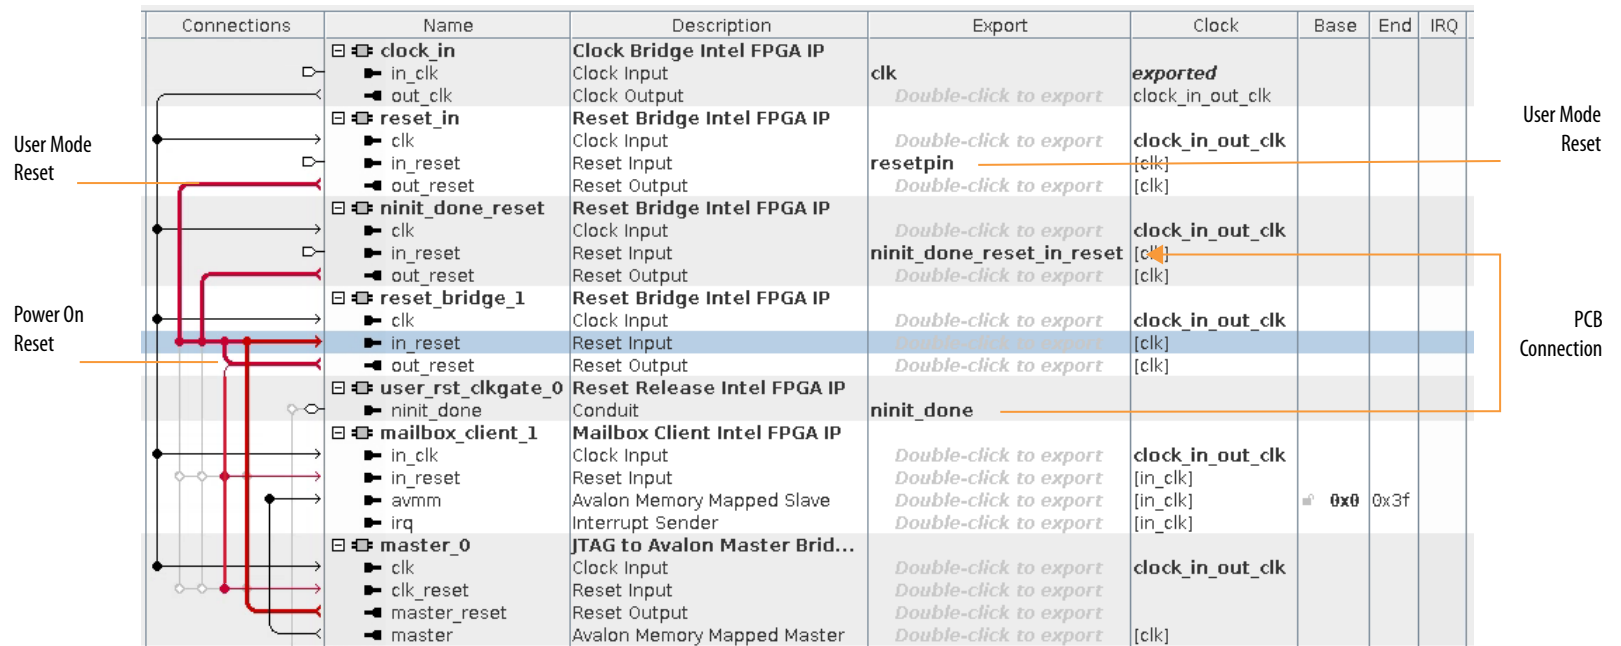 Connections Name Description Export Clock Base End IRQ
clock_in Clock Bridge Intel FPGA IP
in_clk Clock Input clk exported
out_clk Clock Output Double-click to export clock_in_out_clk
reset_in Reset Bridge Intel FPGA IP
clk Clock Input Double-click to export clock_in_out_clk
in_reset Reset Input resetpin [clk]
out_reset Reset Output Double-click to export [clk]
ninit_done_reset Reset Bridge Intel FPGA IP
clk Clock Input Double-click to export clock_in_out_clk
in_reset Reset Input ninit_done_reset_in_reset [clk]
out_reset Reset Output Double-click to export [clk]
reset_bridge_1 Reset Bridge Intel FPGA IP
clk Clock Input Double-click to export clock_in_out_clk
in_reset Reset Input Double-click to export [clk]
out_reset Reset Output Double-click to export [clk]
user_rst_clkgate_0 Reset Release Intel FPGA IP
ninit_done Conduit ninit_done
mailbox_client_1 Mailbox Client Intel FPGA IP
in_clk Clock Input Double-click to export clock_in_out_clk
in_reset Reset Input Double-click to export [in_clk]
avmm Avalon Memory Mapped Slave Double-click to export [in_clk] 0x0 0x3f
irq Interrupt Sender Double-click to export [in_clk]
master_0 JTAG to Avalon Master Brid...
clk Clock Input Double-click to export clock_in_out_clk
clk_reset Reset Input Double-click to export
master_reset Reset Output Double-click to export
master Avalon Memory Mapped Master Double-click to export [clk]
User Mode
Reset
Power On
Reset
User Mode
Reset
PCB
Connection